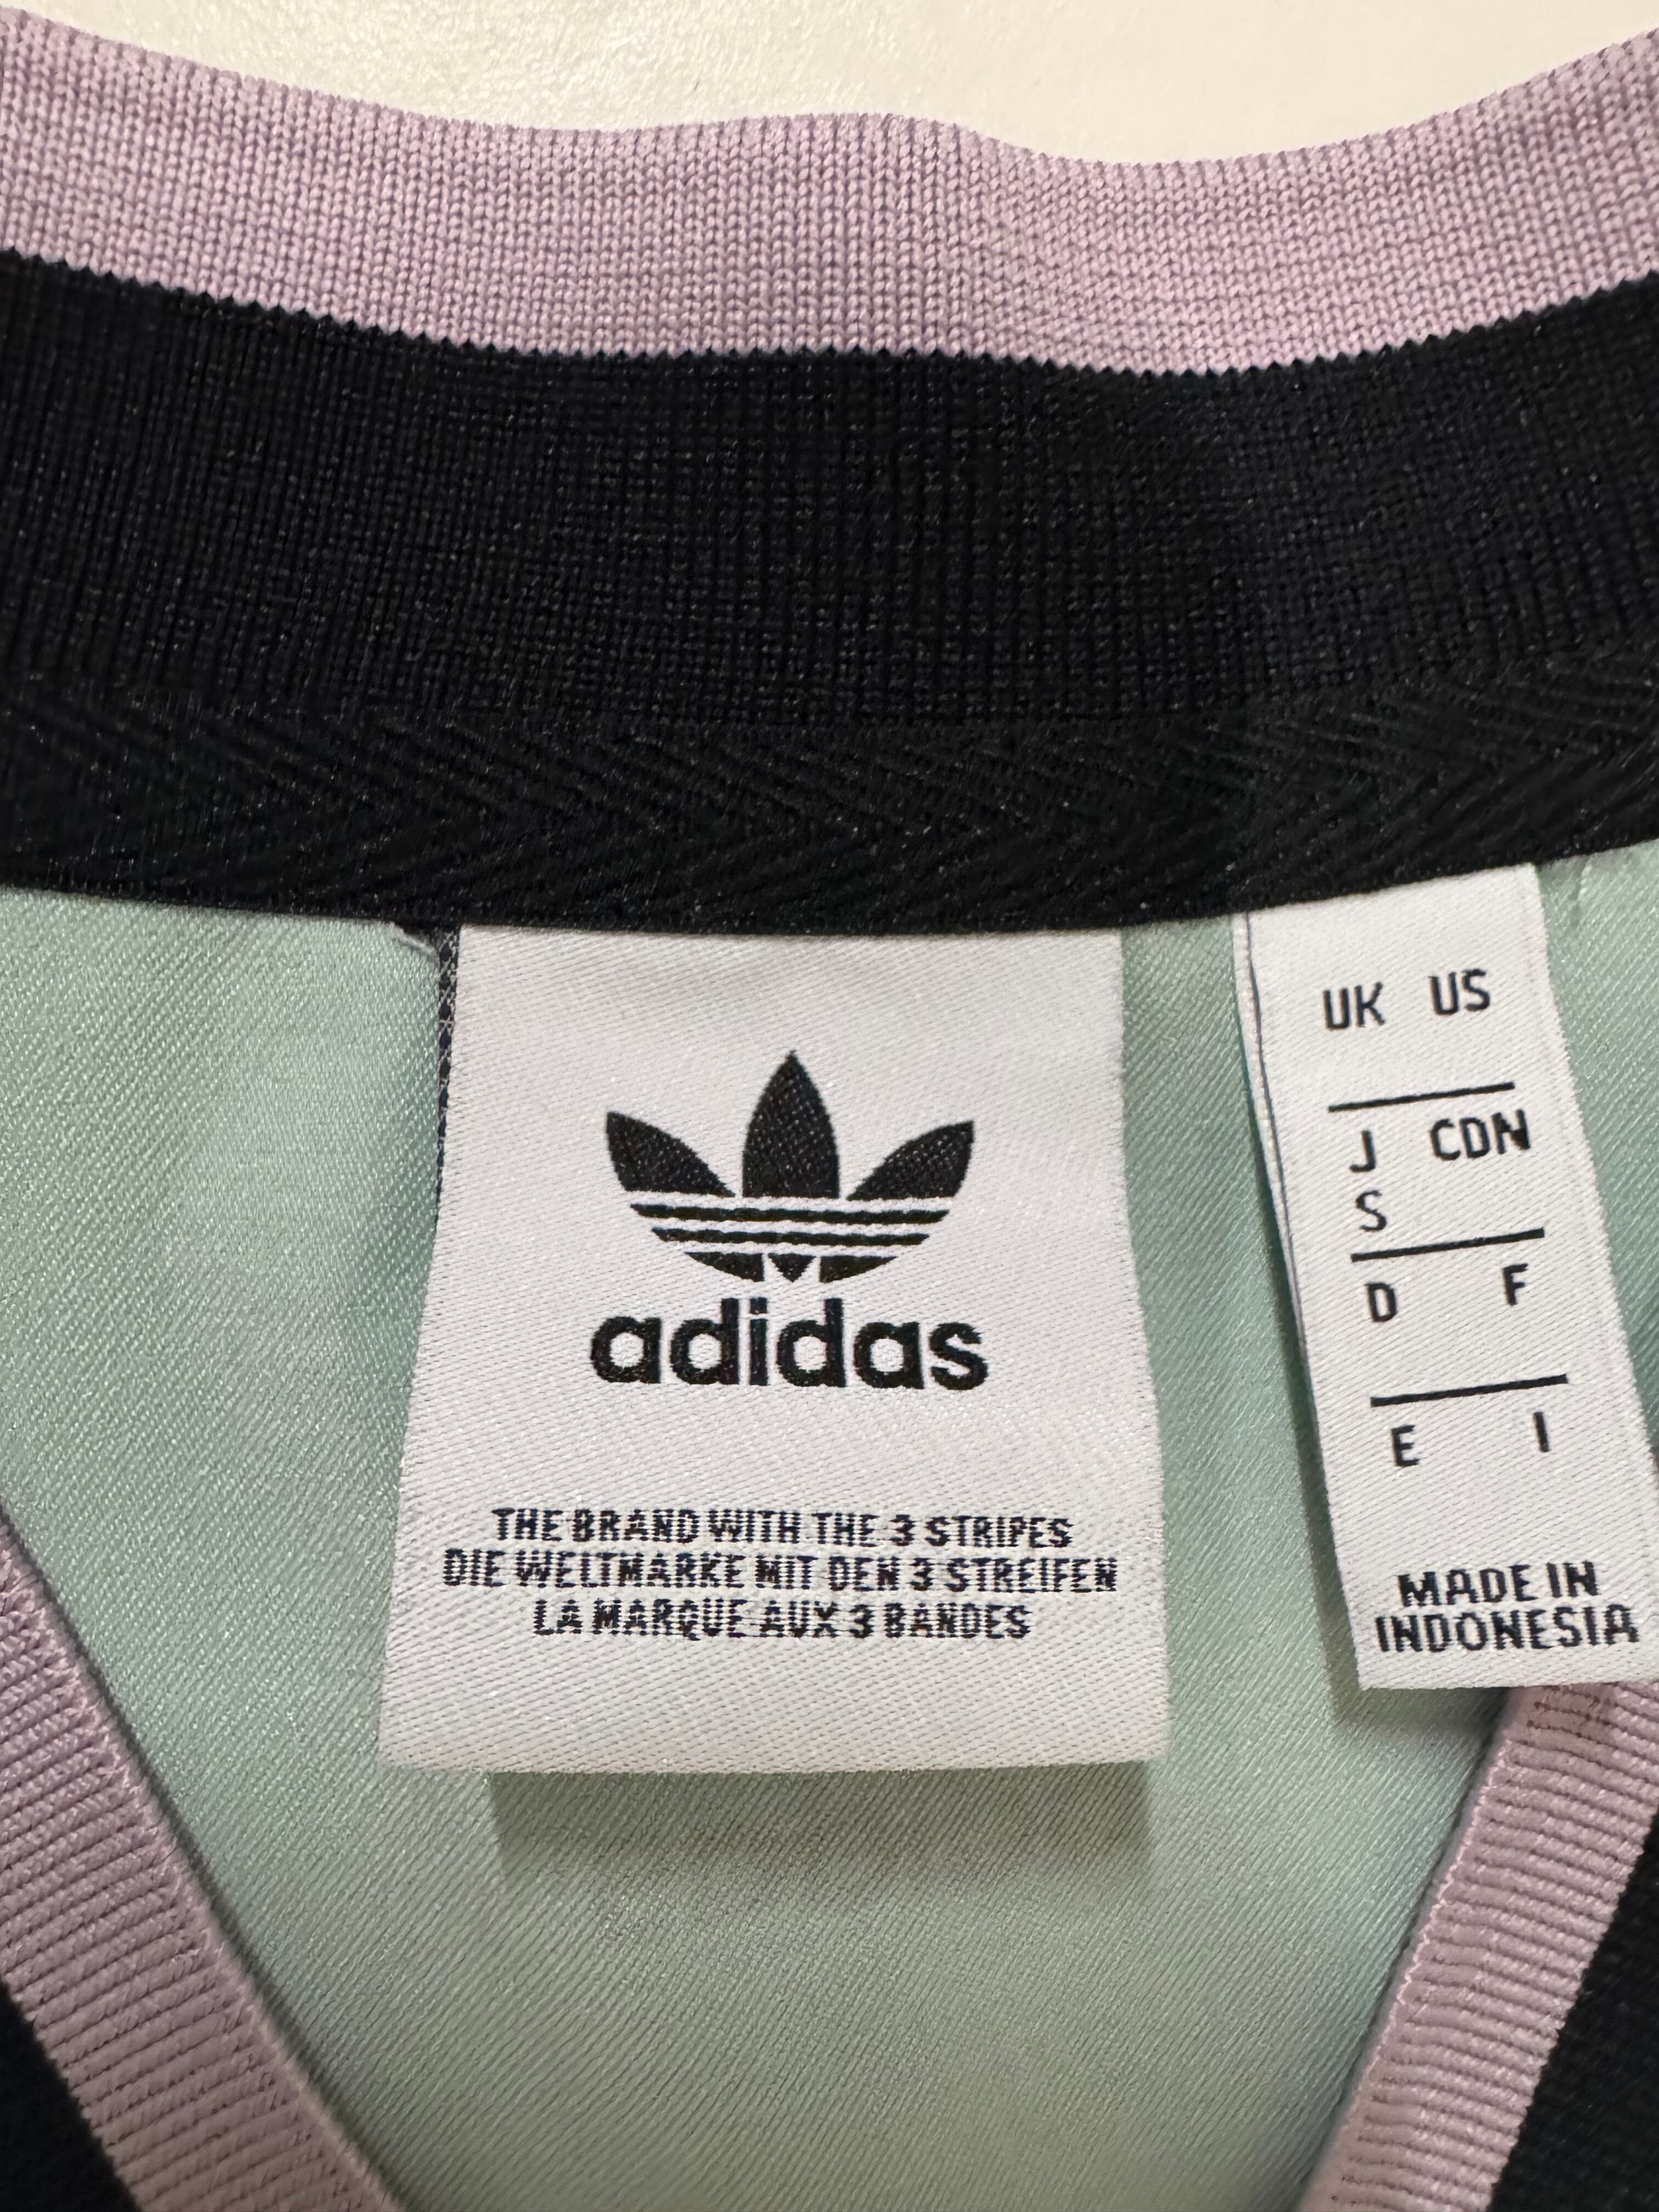 adidas
THE BRAND WITH THE 3 STRIPES
DIE WELTMARKE MIT DEN 3 STREIFEN
LA MARQUE AUX 3 BANDES
UK US
J CDN
S
D F
E I
MADE IN
INDONESIA